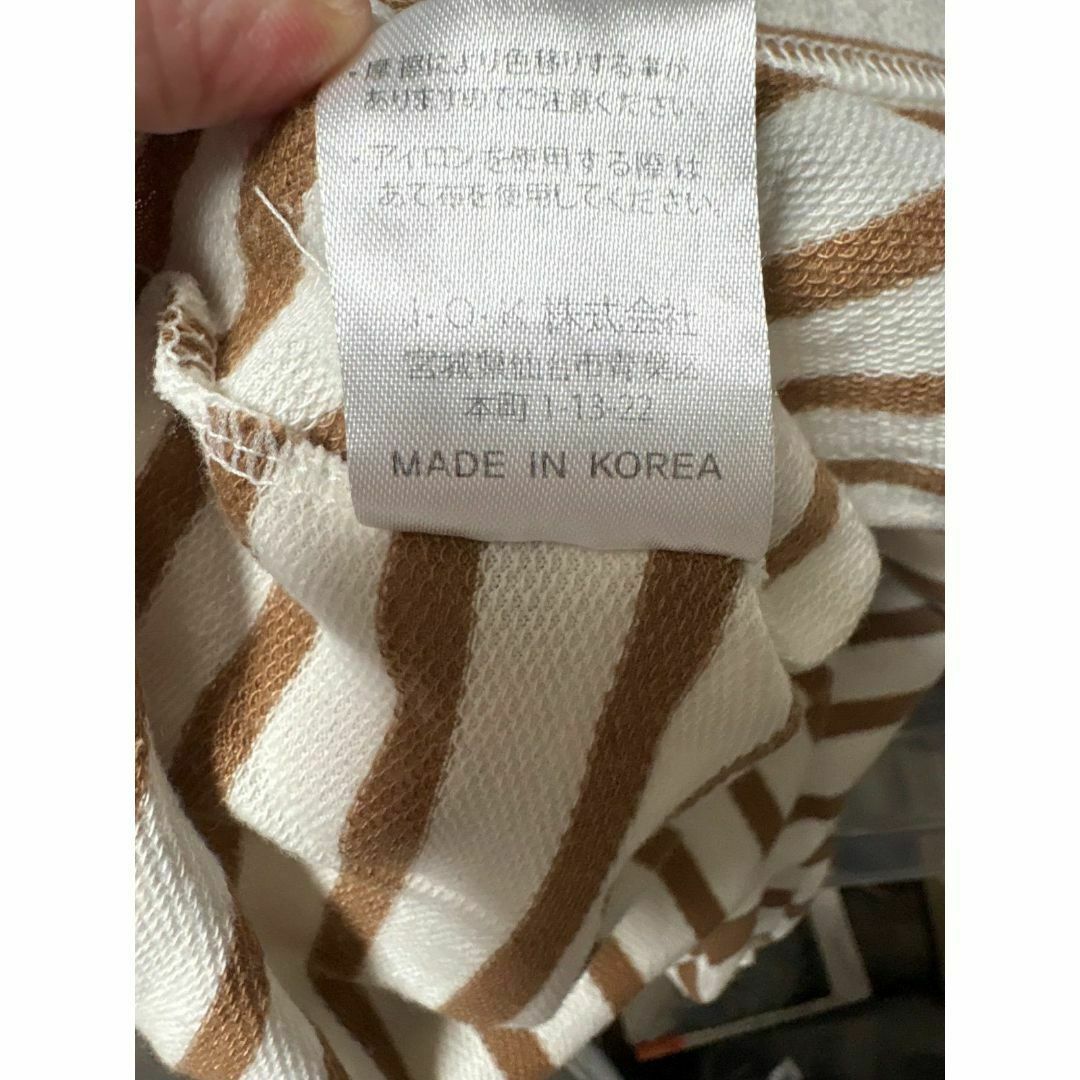 ・摩擦により色移りする事が
ありますのでご注意ください。
・アイロンを使用する際は
あて布を使用してください。
株式会社
宮城県仙台市青葉区
本町 1-13-22
MADE IN KOREA